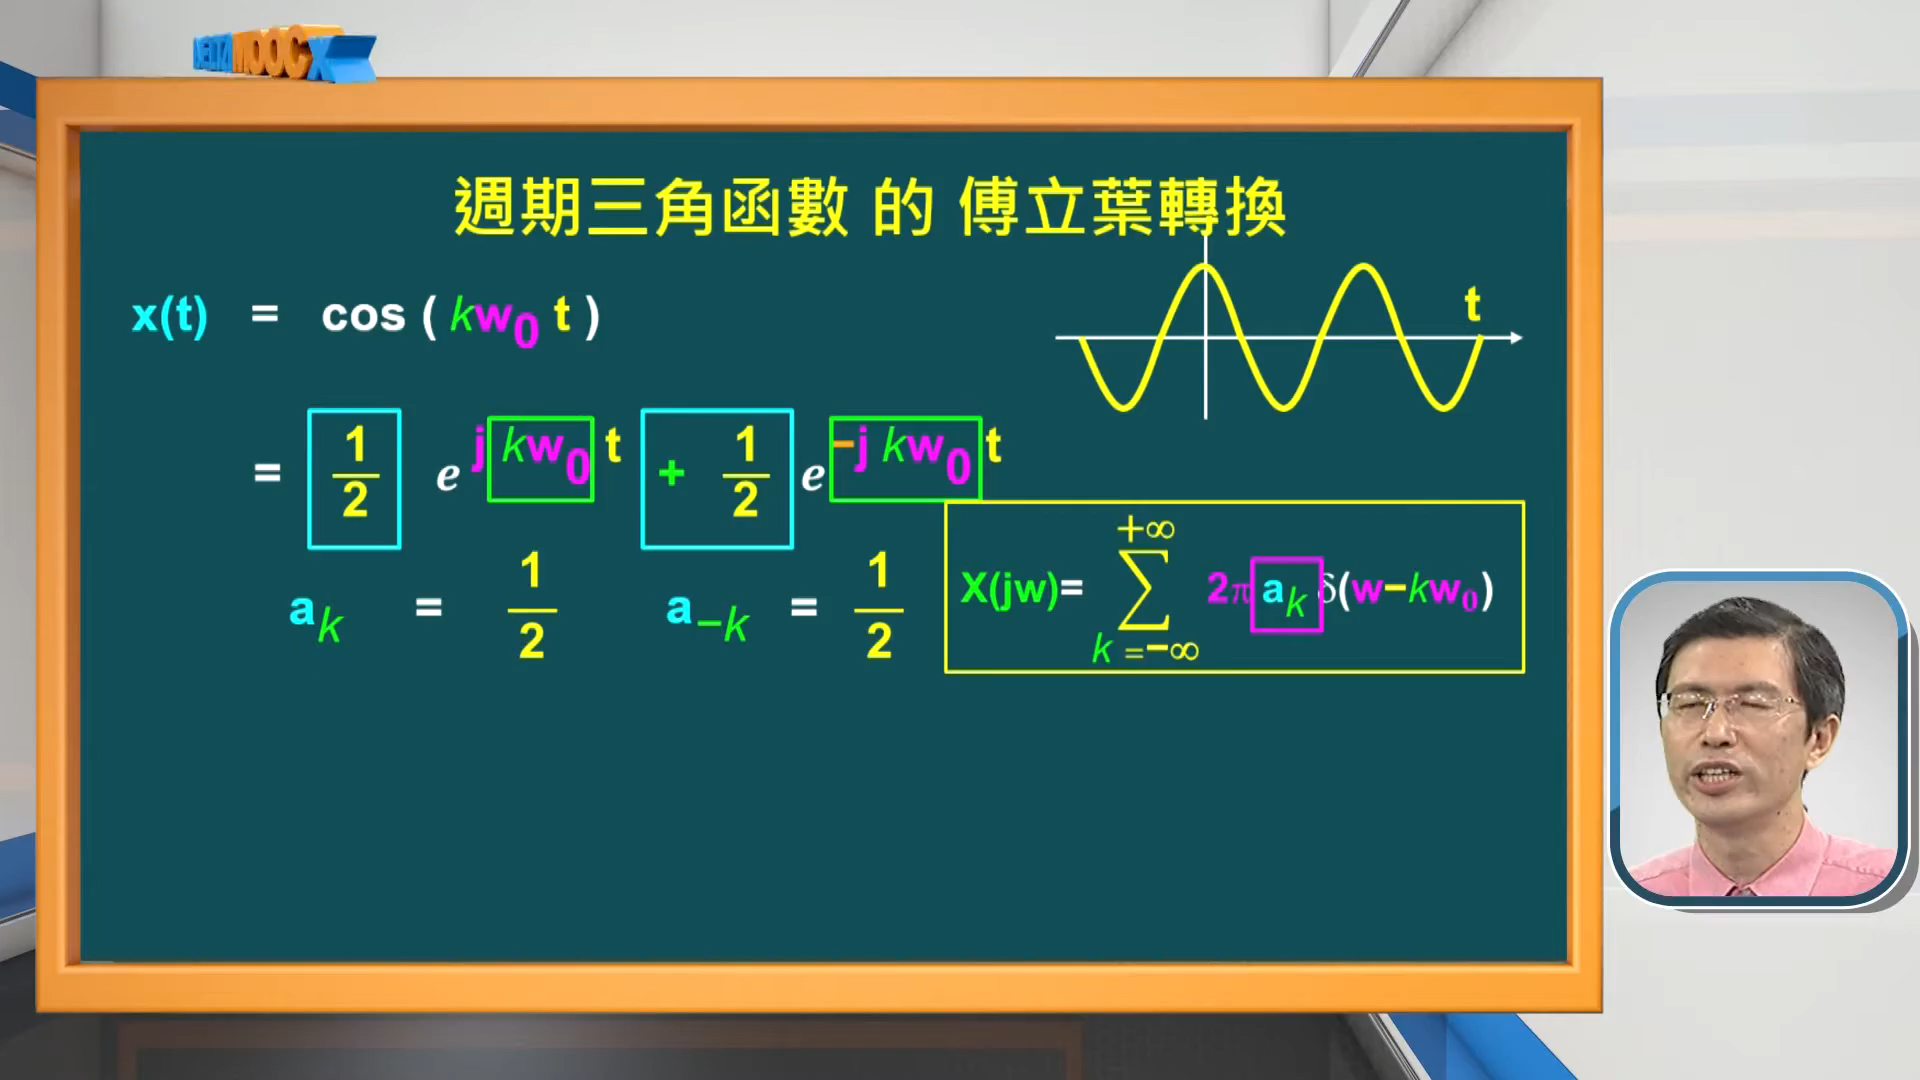 DELTAMOOCx
週期三角函數 的 傅立葉轉換
x(t) = cos ( kw₀ t )
t
= 1/2 e^(j kw₀ t) + 1/2 e^(−j kw₀ t)
a_k = 1/2 a_−k = 1/2
X(jw)= ∑_(k=−∞)^(+∞) 2π a_k δ(w−kw₀)